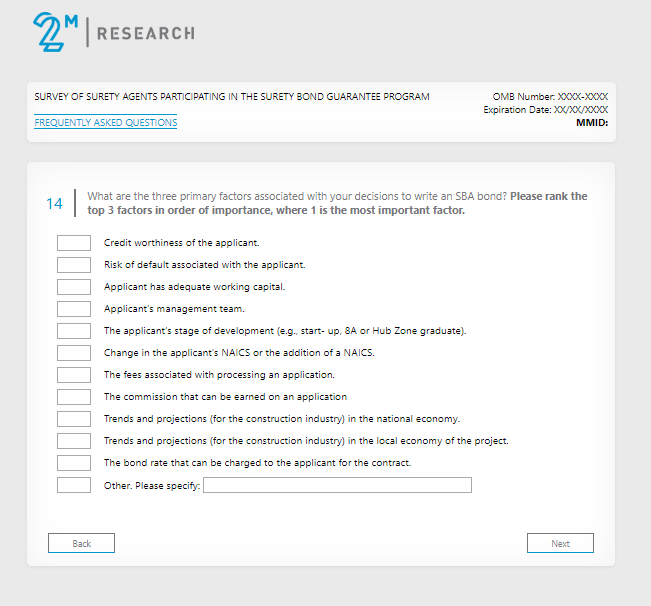 2M RESEARCH
SURVEY OF SURETY AGENTS PARTICIPATING IN THE SURETY BOND GUARANTEE PROGRAM
OMB Number: XXXX-XXXX
Expiration Date: XX/XX/XXXX
FREQUENTLY ASKED QUESTIONS
MMID:
14
What are the three primary factors associated with your decisions to write an SBA bond? Please rank the
top 3 factors in order of importance, where 1 is the most important factor.
Credit worthiness of the applicant.
Risk of default associated with the applicant.
Applicant has adequate working capital.
Applicant's management team.
The applicant's stage of development (e.g., start- up, 8A or Hub Zone graduate).
Change in the applicant's NAICS or the addition of a NAICS.
The fees associated with processing an application.
The commission that can be earned on an application
Trends and projections (for the construction industry) in the national economy.
Trends and projections (for the construction industry) in the local economy of the project.
The bond rate that can be charged to the applicant for the contract.
Other. Please specify:
Back
Next